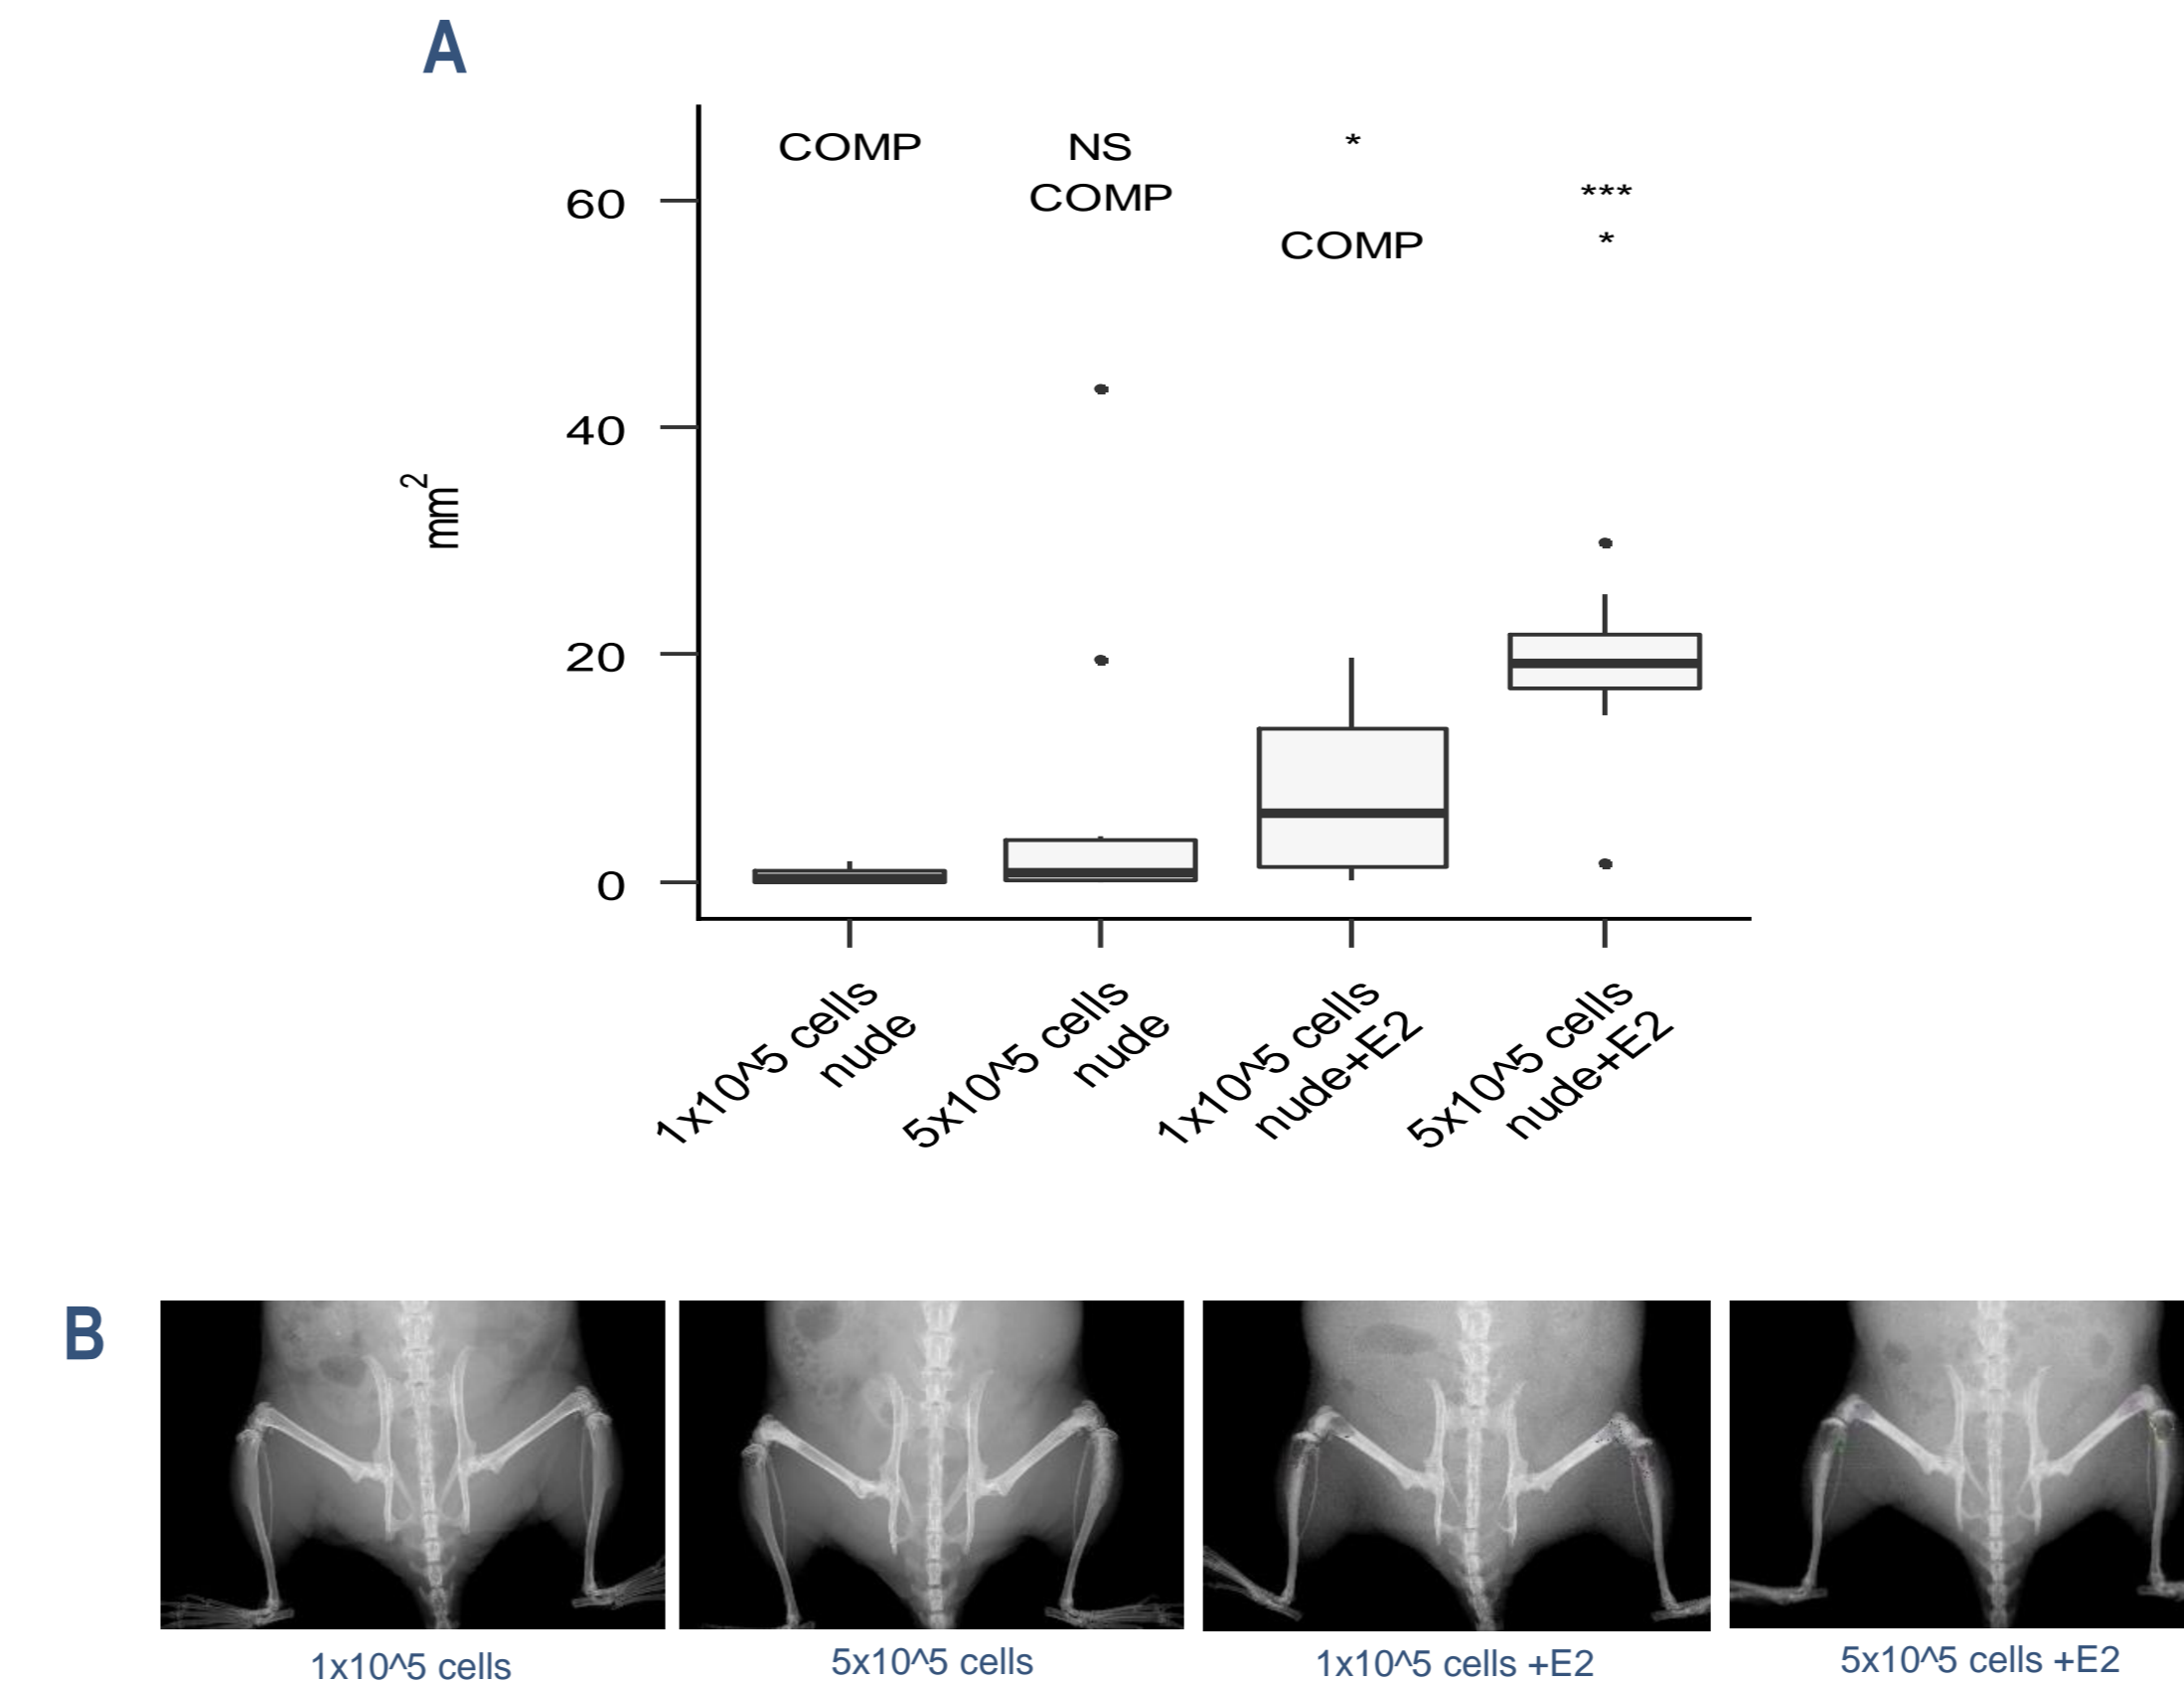 A
COMP NS *
60 COMP ***
COMP *
40
mm²
20
0
1x10^5 cells
nude
5x10^5 cells
nude
1x10^5 cells
nude+E2
5x10^5 cells
nude+E2
B
1x10^5 cells
5x10^5 cells
1x10^5 cells +E2
5x10^5 cells +E2